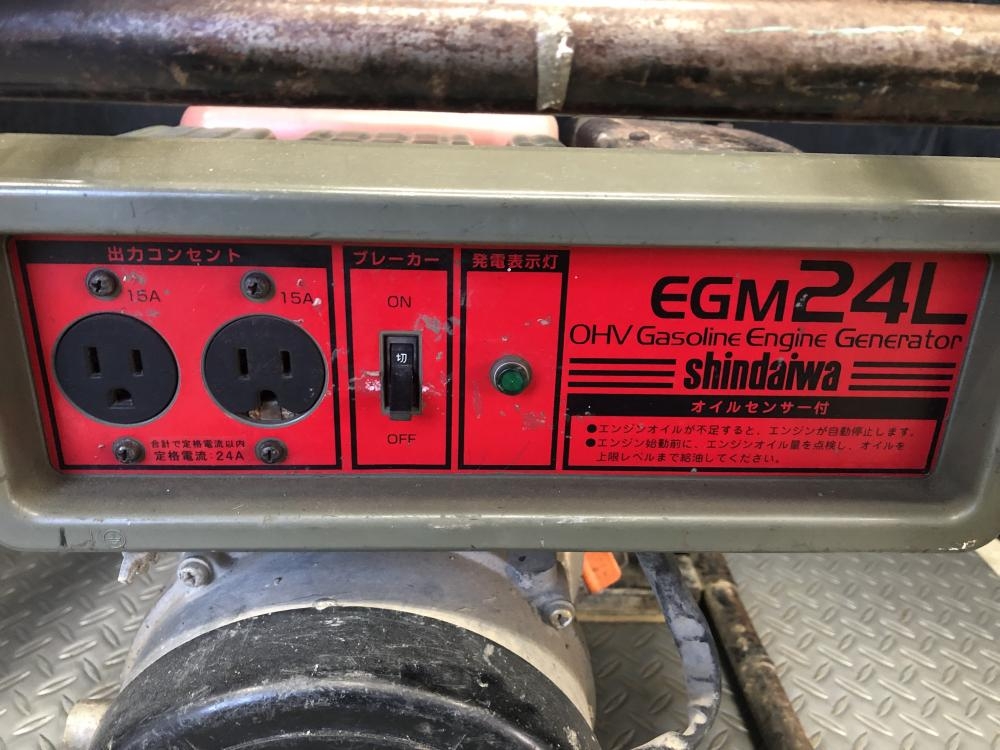 出力コンセント
15A
15A
合計で定格電流以内
定格電流:24A
ブレーカー
ON
切
OFF
発電表示灯
EGM24L
OHV Gasoline Engine Generator
shindaiwa
オイルセンサー付
●エンジンオイルが不足すると、エンジンが自動停止します。
●エンジン始動前に、エンジンオイル量を点検し、オイルを
上限レベルまで給油してください。